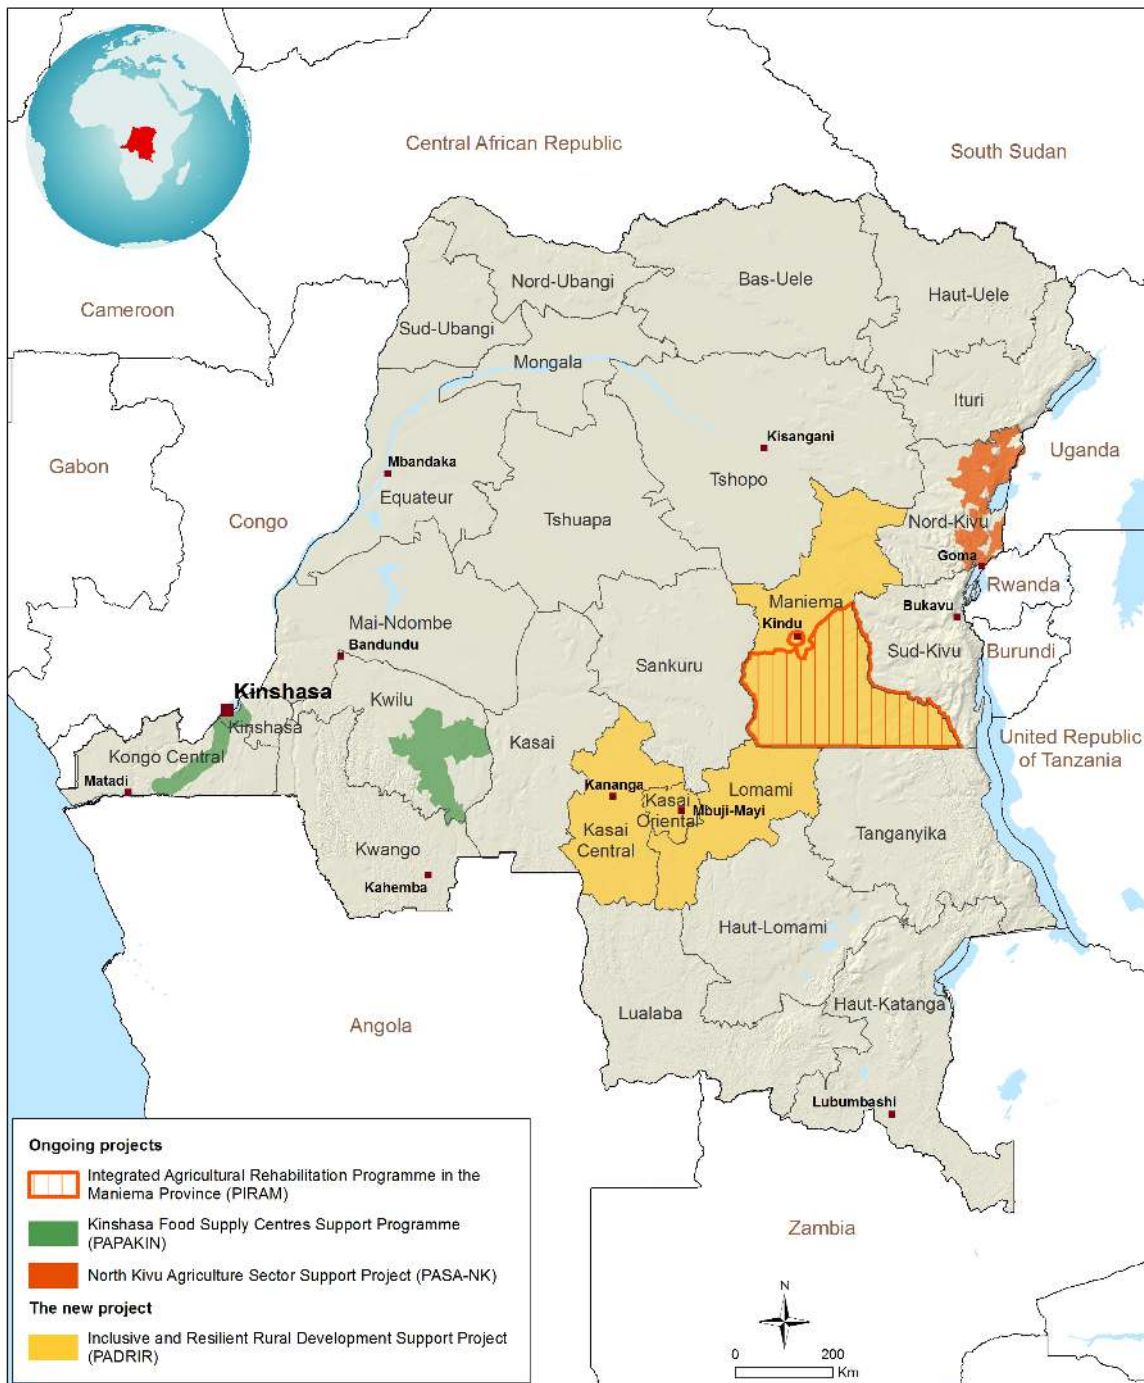 Central African Republic
South Sudan
Cameroon
Nord-Ubangi
Bas-Uele
Haut-Uele
Sud-Ubangi
Mongala
Ituri
Gabon
Congo
Mbandaka
Equateur
Tshuapa
Kisangani
Tshopo
Uganda
Nord-Kivu
Goma
Rwanda
Maniema
Kindu
Bukavu
Sud-Kivu
Burundi
Mai-Ndombe
Bandundu
Sankuru
Kinshasa
Kinshasa
Kwilu
Kasai
Kongo Central
Matadi
United Republic
of Tanzania
Kananga
Kasai
Oriental
Mbuji-Mayi
Lomami
Kasai
Central
Tanganyika
Kwango
Kahemba
Haut-Lomami
Lualaba
Haut-Katanga
Angola
Lubumbashi
Zambia
Ongoing projects
Integrated Agricultural Rehabilitation Programme in the
Maniema Province (PIRAM)
Kinshasa Food Supply Centres Support Programme
(PAPAKIN)
North Kivu Agriculture Sector Support Project (PASA-NK)
The new project
Inclusive and Resilient Rural Development Support Project
(PADRIR)
N
0 200
Km